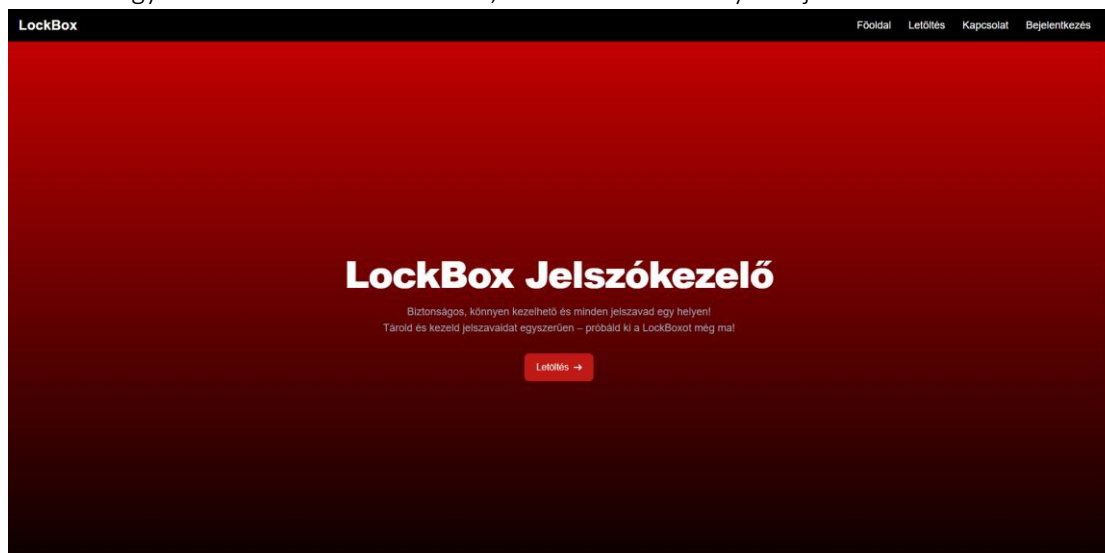 LockBox
Főoldal Letöltés Kapcsolat Bejelentkezés
LockBox Jelszókezelő
Biztonságos, könnyen kezelhető és minden jelszavad egy helyen!
Tárold és kezeld jelszavaidat egyszerűen – próbáld ki a LockBoxot még ma!
Letöltés →